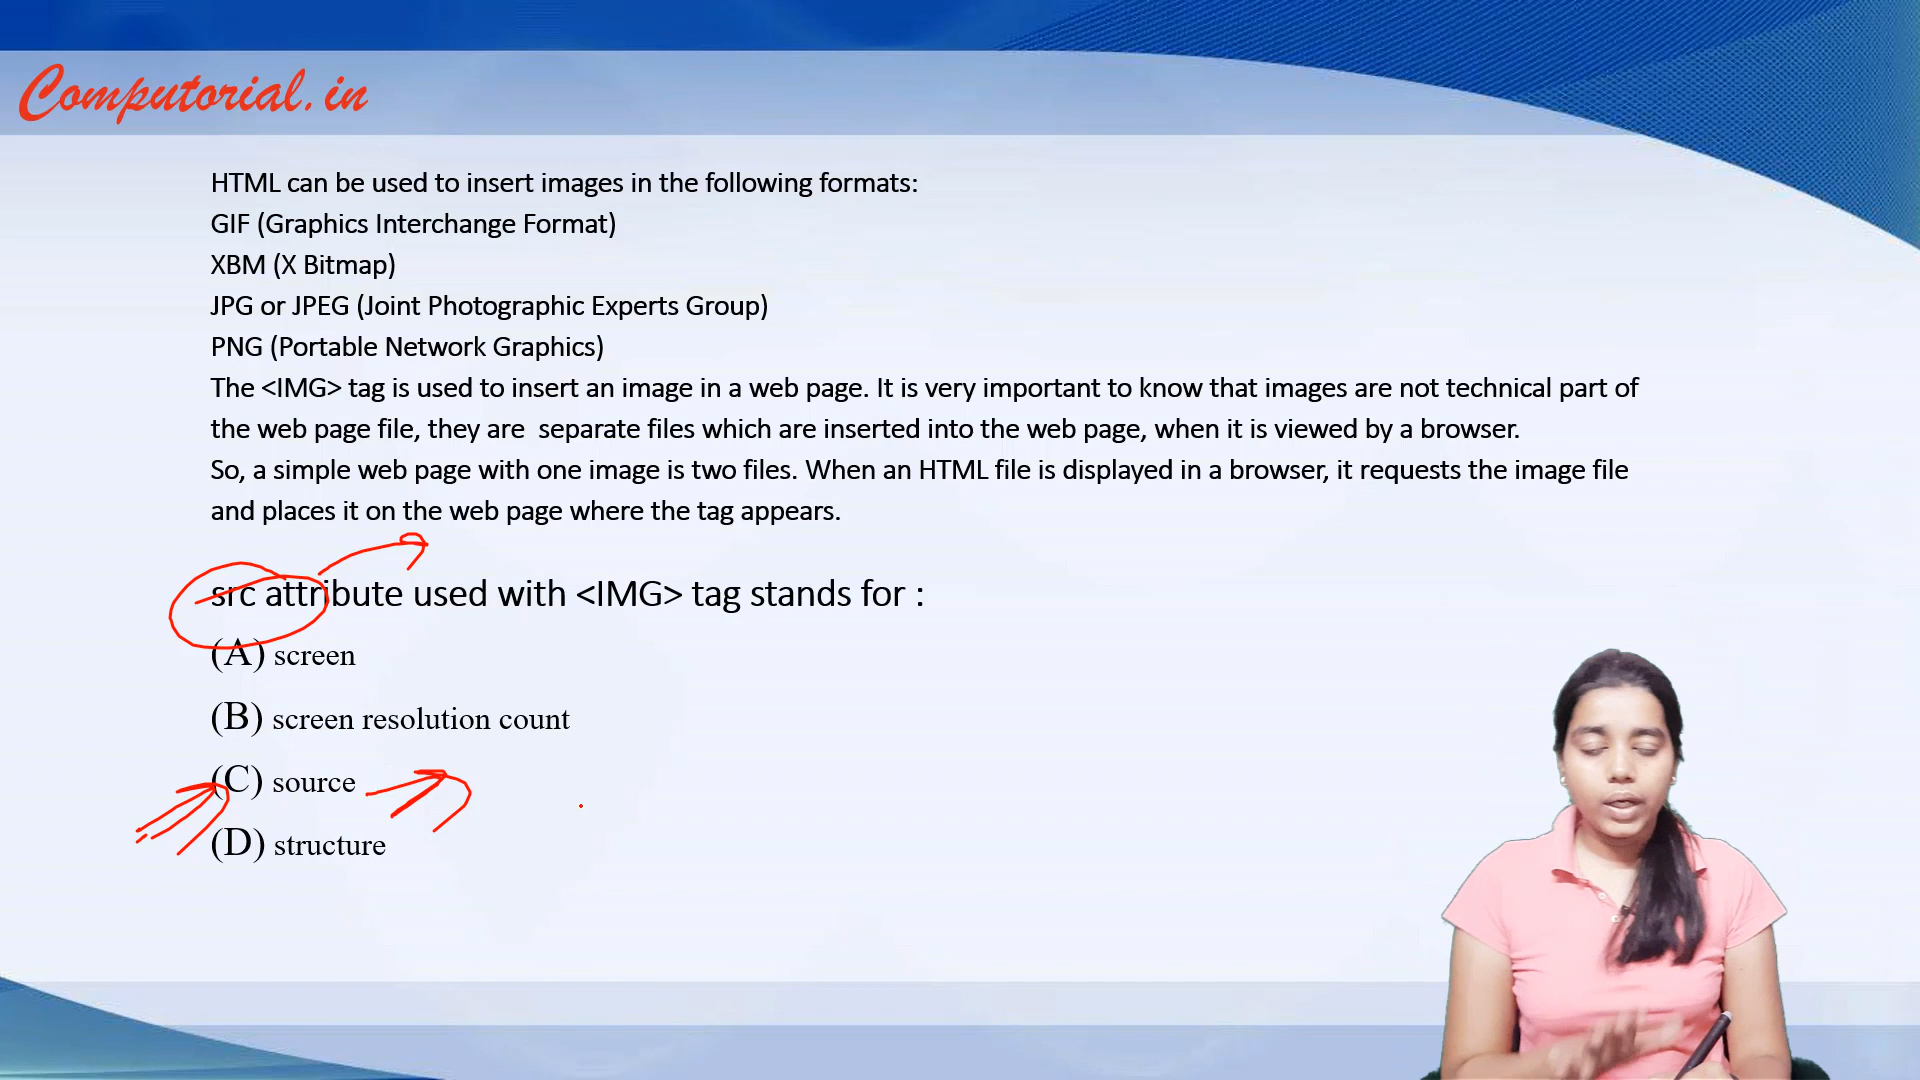 Computorial.in
HTML can be used to insert images in the following formats:
GIF (Graphics Interchange Format)
XBM (X Bitmap)
JPG or JPEG (Joint Photographic Experts Group)
PNG (Portable Network Graphics)
The <IMG> tag is used to insert an image in a web page. It is very important to know that images are not technical part of
the web page file, they are  separate files which are inserted into the web page, when it is viewed by a browser.
So, a simple web page with one image is two files. When an HTML file is displayed in a browser, it requests the image file
and places it on the web page where the tag appears.
src attribute used with <IMG> tag stands for :
(A) screen
(B) screen resolution count
(C) source
(D) structure